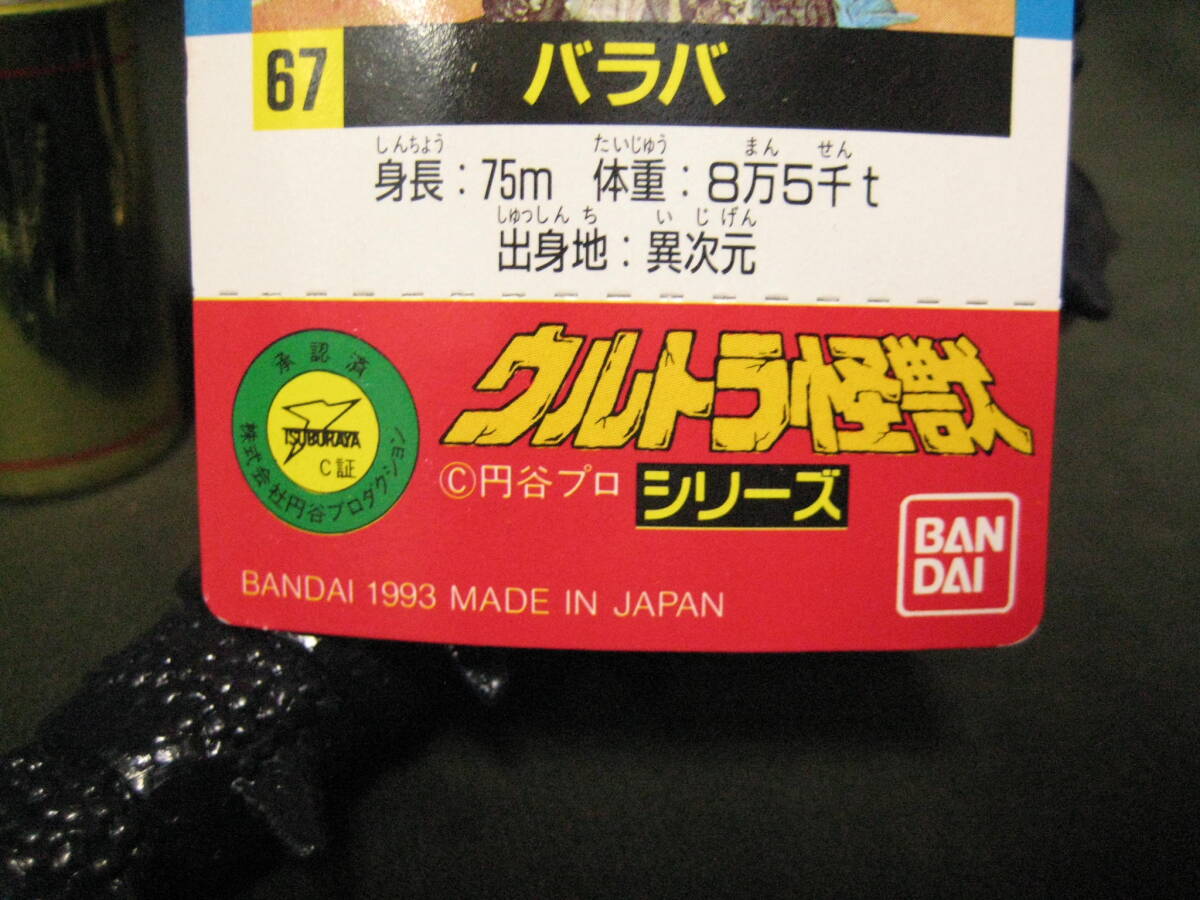 67 バラバ
しんちょう たいじゅう まん せん
身長：75m 体重：8万5千t
しゅっしん ち い じ げん
出身地：異次元
承認済
TSUBURAYA
C証
株式会社円谷プロダクション
ウルトラ怪獣
©円谷プロ シリーズ
BAN
DAI
BANDAI 1993 MADE IN JAPAN